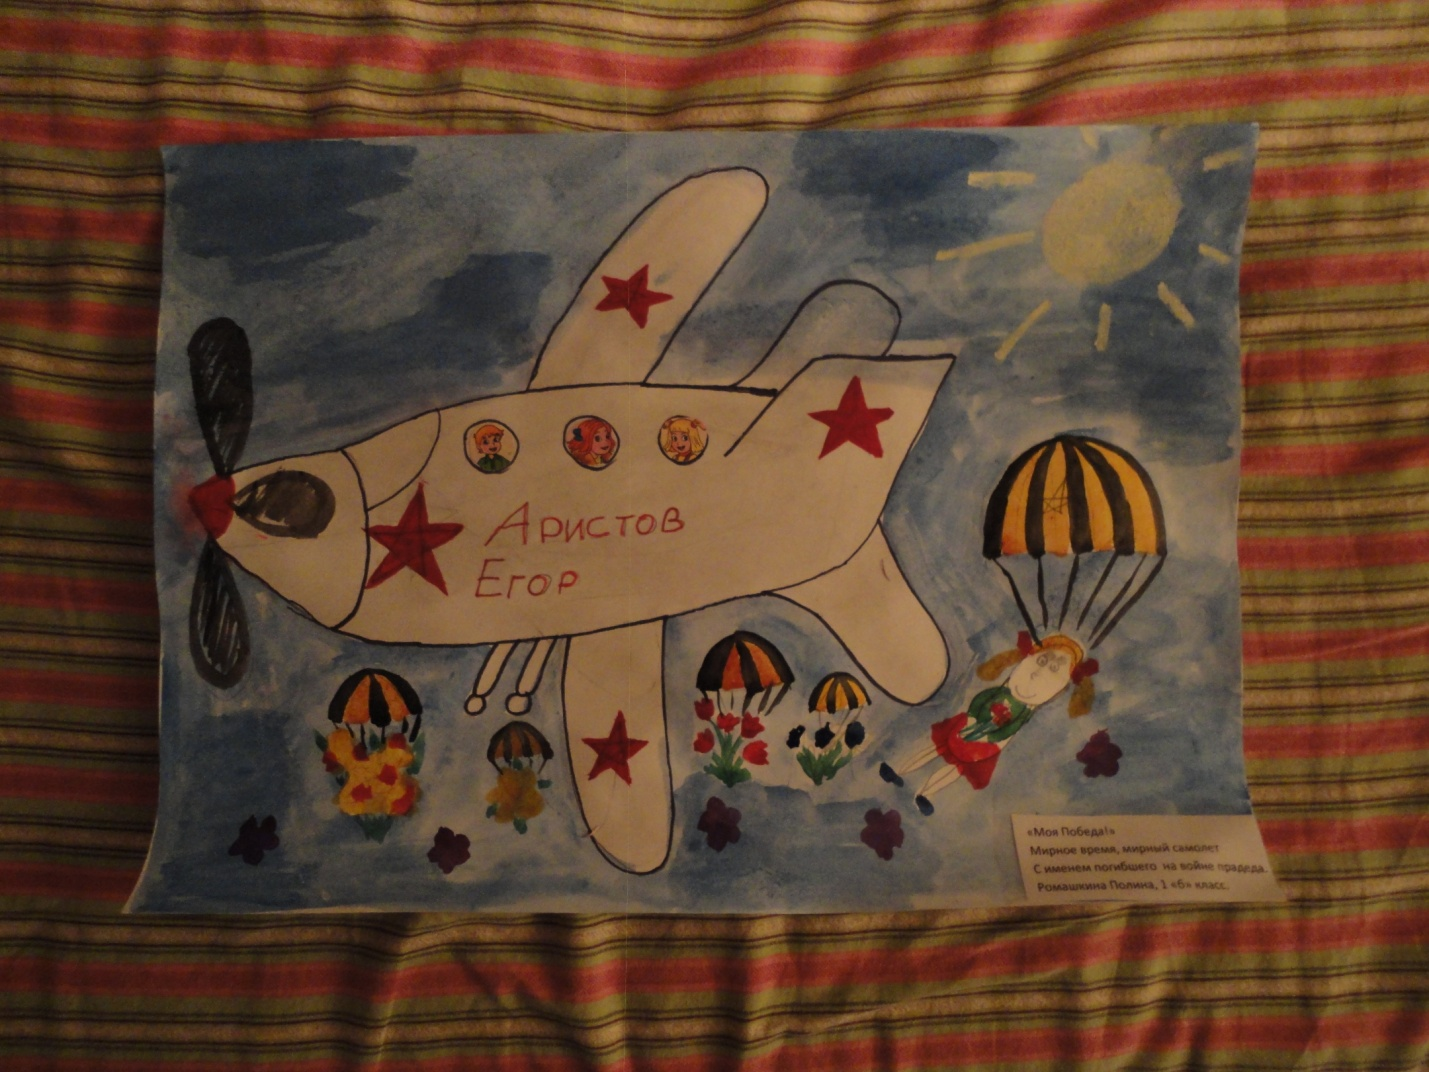 Аристов
Егор
«Моя Победа!»
Мирное время, мирный самолет
С именем погибшего на войне прадеда.
Ромашкина Полина, 1 «б» класс.